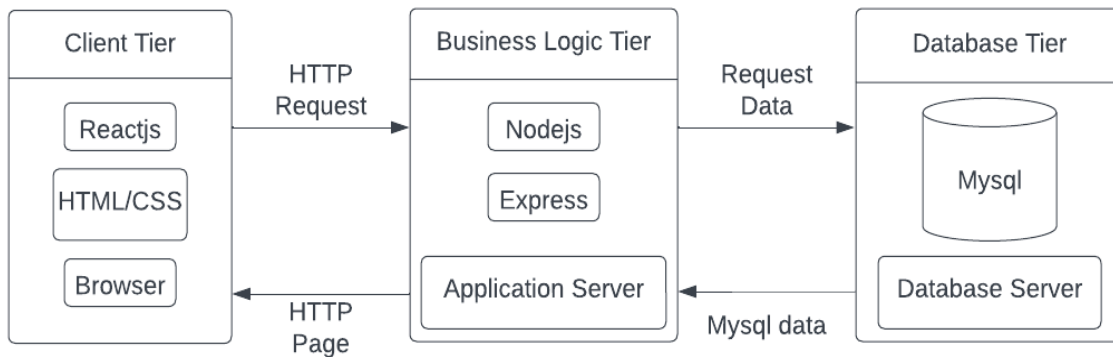 Client Tier
Reactjs
HTML/CSS
Browser
HTTP
Request
HTTP
Page
Business Logic Tier
Nodejs
Express
Application Server
Request
Data
Mysql data
Database Tier
Mysql
Database Server